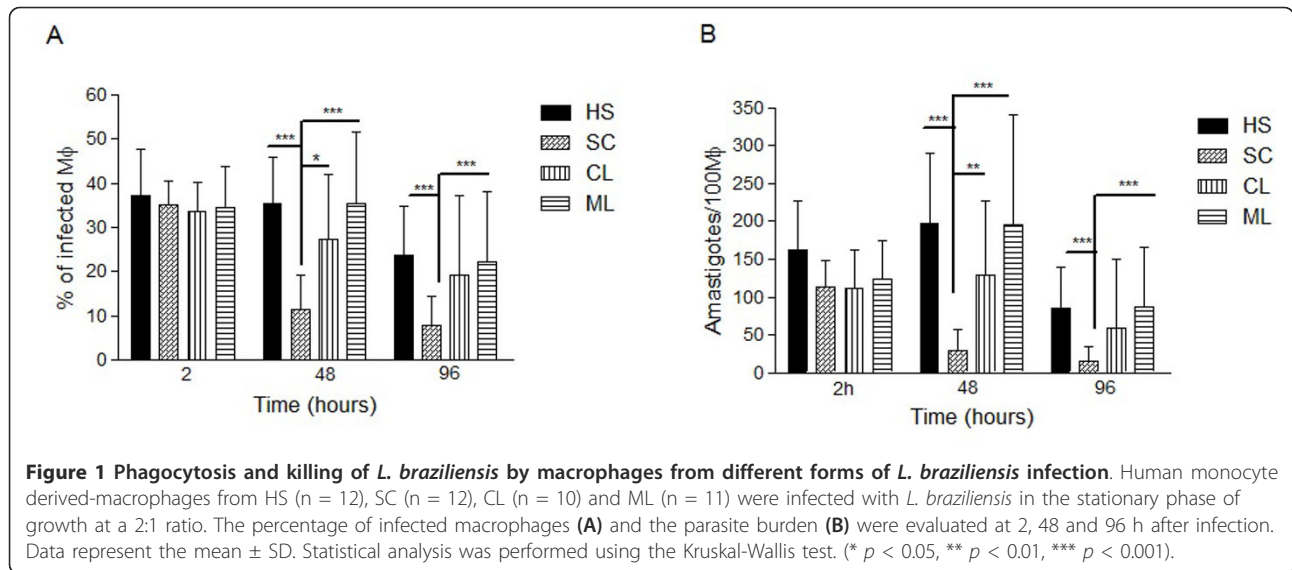 A
60
50
40
30
20
10
0
% of infected Mϕ
***
***
*
***
***
2
48
96
Time (hours)
HS
SC
CL
ML
B
350
300
250
200
150
100
50
0
Amastigotes/100Mϕ
***
***
**
***
***
2h
48
96
Time (hours)
HS
SC
CL
ML
Figure 1 Phagocytosis and killing of L. braziliensis by macrophages from different forms of L. braziliensis infection. Human monocyte
derived-macrophages from HS (n = 12), SC (n = 12), CL (n = 10) and ML (n = 11) were infected with L. braziliensis in the stationary phase of
growth at a 2:1 ratio. The percentage of infected macrophages (A) and the parasite burden (B) were evaluated at 2, 48 and 96 h after infection.
Data represent the mean ± SD. Statistical analysis was performed using the Kruskal-Wallis test. (* p < 0.05, ** p < 0.01, *** p < 0.001).